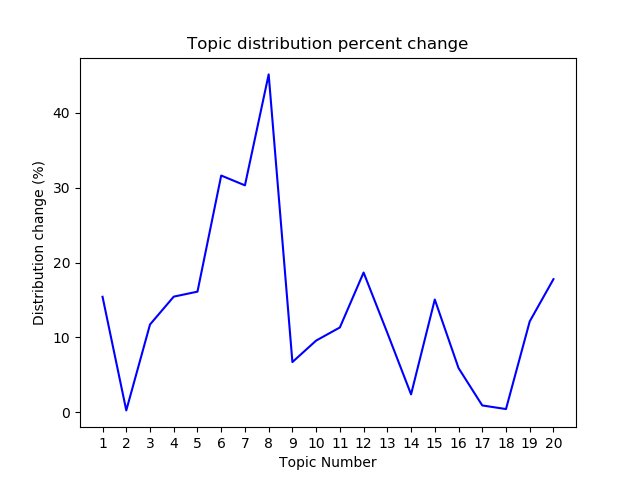 Topic distribution percent change
Distribution change (%)
40
30
20
10
0
1 2 3 4 5 6 7 8 9 10 11 12 13 14 15 16 17 18 19 20
Topic Number